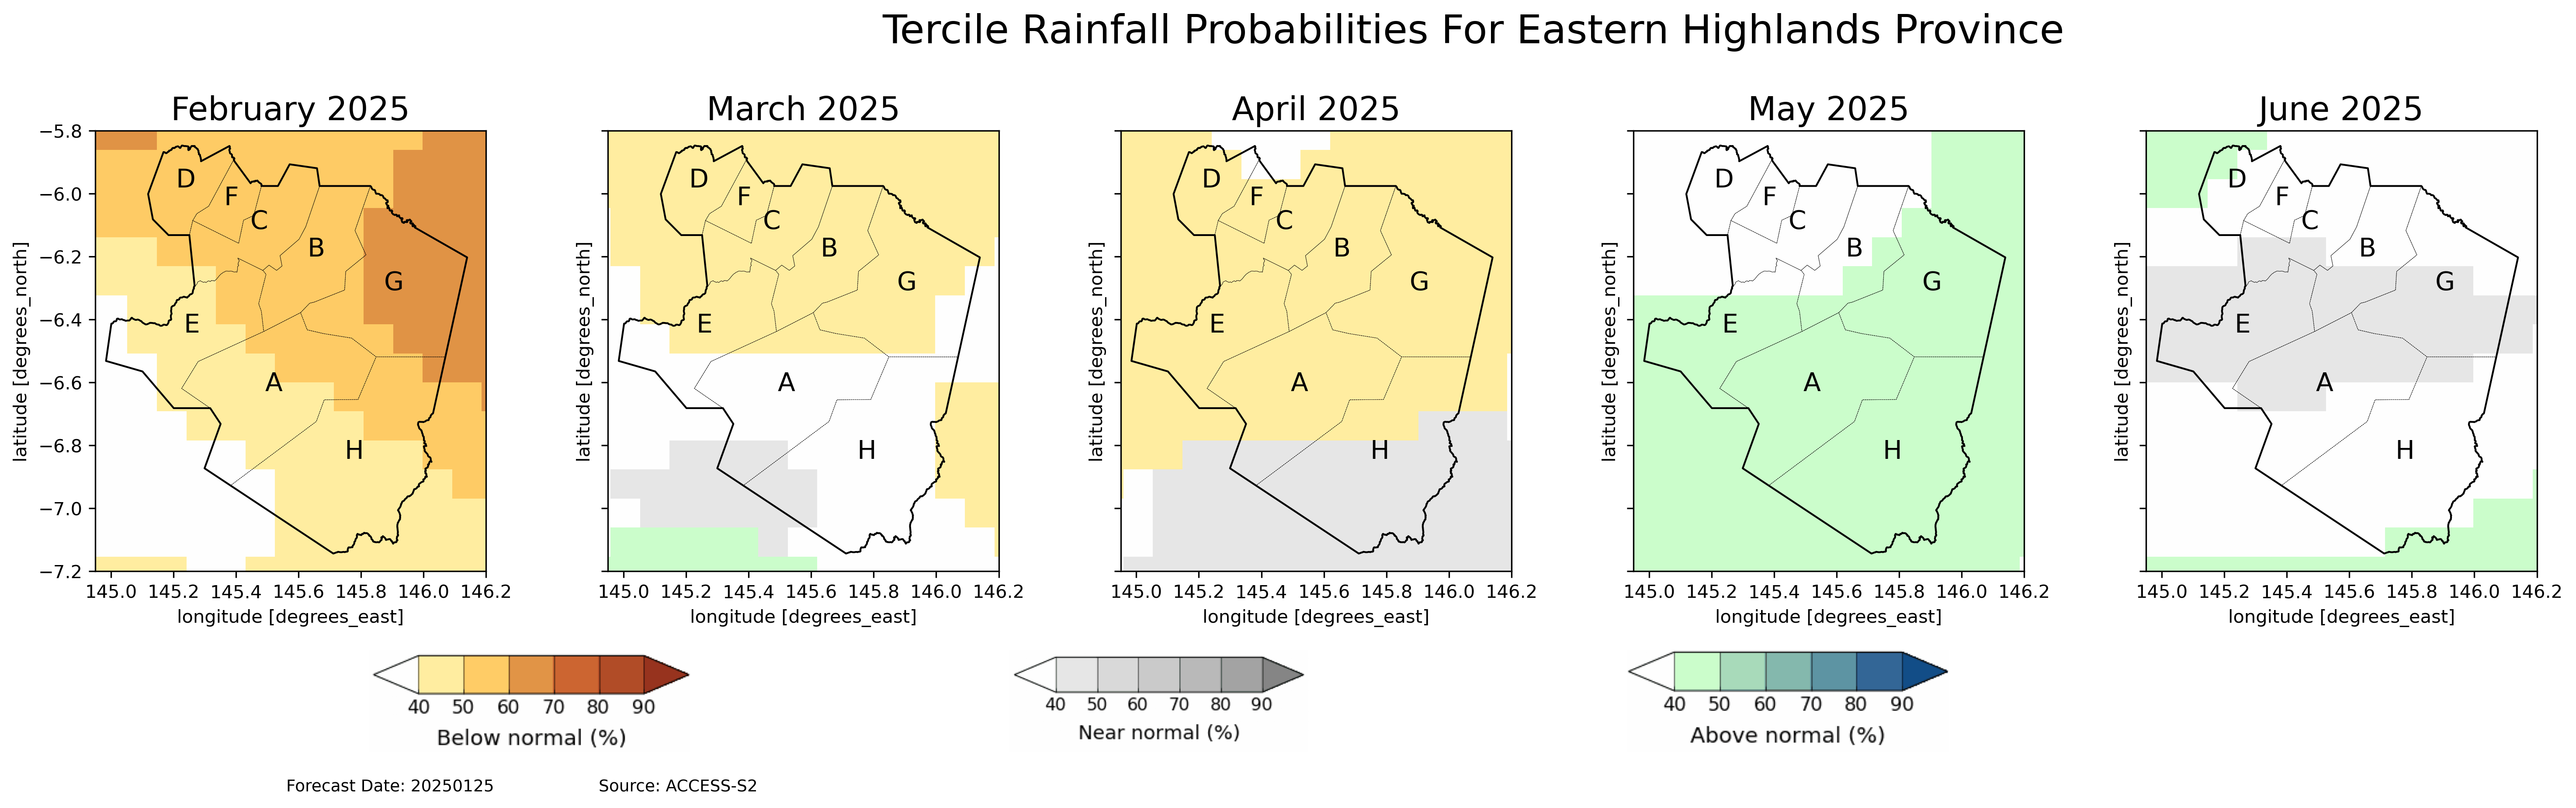 Tercile Rainfall Probabilities For Eastern Highlands Province
February 2025
March 2025
April 2025
May 2025
June 2025
−5.8
−6.0
−6.2
−6.4
−6.6
−6.8
−7.0
−7.2
latitude [degrees_north]
D
F
C
B
G
E
A
H
145.0 145.2 145.4 145.6 145.8 146.0 146.2
longitude [degrees_east]
latitude [degrees_north]
D
F
C
B
G
E
A
H
145.0 145.2 145.4 145.6 145.8 146.0 146.2
longitude [degrees_east]
latitude [degrees_north]
D
F
C
B
G
E
A
H
145.0 145.2 145.4 145.6 145.8 146.0 146.2
longitude [degrees_east]
latitude [degrees_north]
D
F
C
B
G
E
A
H
145.0 145.2 145.4 145.6 145.8 146.0 146.2
longitude [degrees_east]
latitude [degrees_north]
D
F
C
B
G
E
A
H
145.0 145.2 145.4 145.6 145.8 146.0 146.2
longitude [degrees_east]
40 50 60 70 80 90
Below normal (%)
40 50 60 70 80 90
Near normal (%)
40 50 60 70 80 90
Above normal (%)
Forecast Date: 20250125
Source: ACCESS-S2